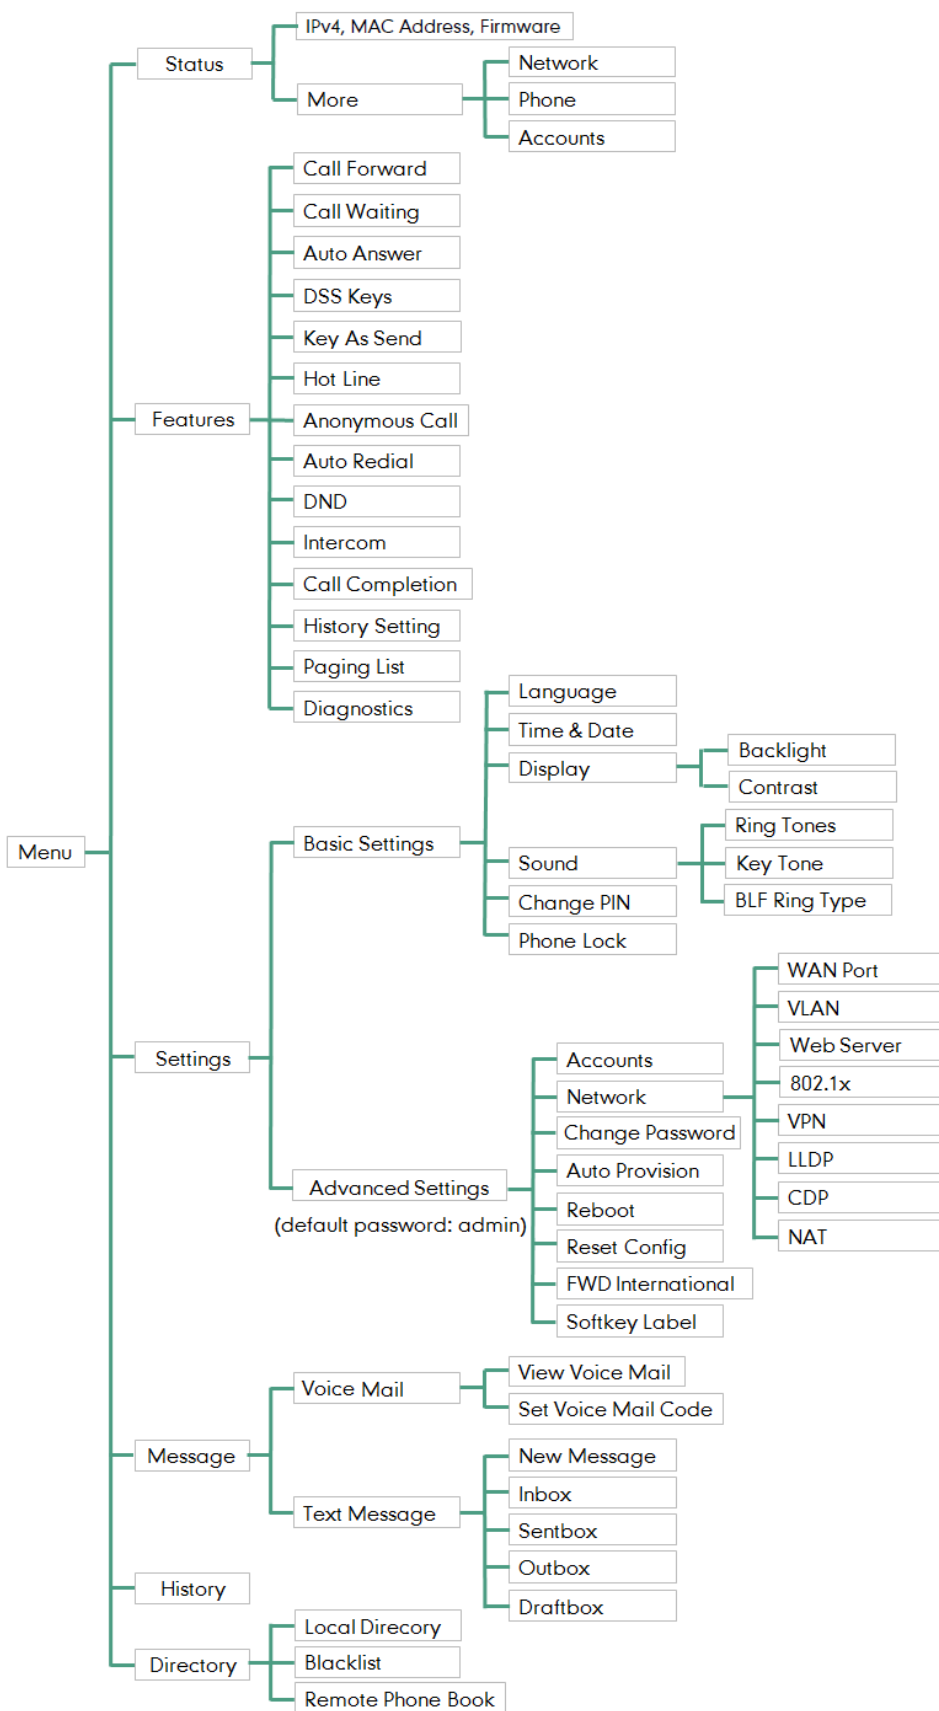 IPv4, MAC Address, Firmware
Status
Network
More
Phone
Accounts
Call Forward
Call Waiting
Auto Answer
DSS Keys
Key As Send
Hot Line
Features
Anonymous Call
Auto Redial
DND
Intercom
Call Completion
History Setting
Paging List
Diagnostics
Language
Time & Date
Display
Backlight
Contrast
Menu
Basic Settings
Ring Tones
Sound
Key Tone
Change PIN
BLF Ring Type
Phone Lock
WAN Port
VLAN
Web Server
Settings
Accounts
802.1x
Network
VPN
Change Password
LLDP
Auto Provision
Advanced Settings
CDP
(default password: admin)
Reboot
NAT
Reset Config
FWD International
Softkey Label
Voice Mail
View Voice Mail
Set Voice Mail Code
Message
New Message
Inbox
Text Message
Sentbox
Outbox
Draftbox
History
Local Direcory
Directory
Blacklist
Remote Phone Book